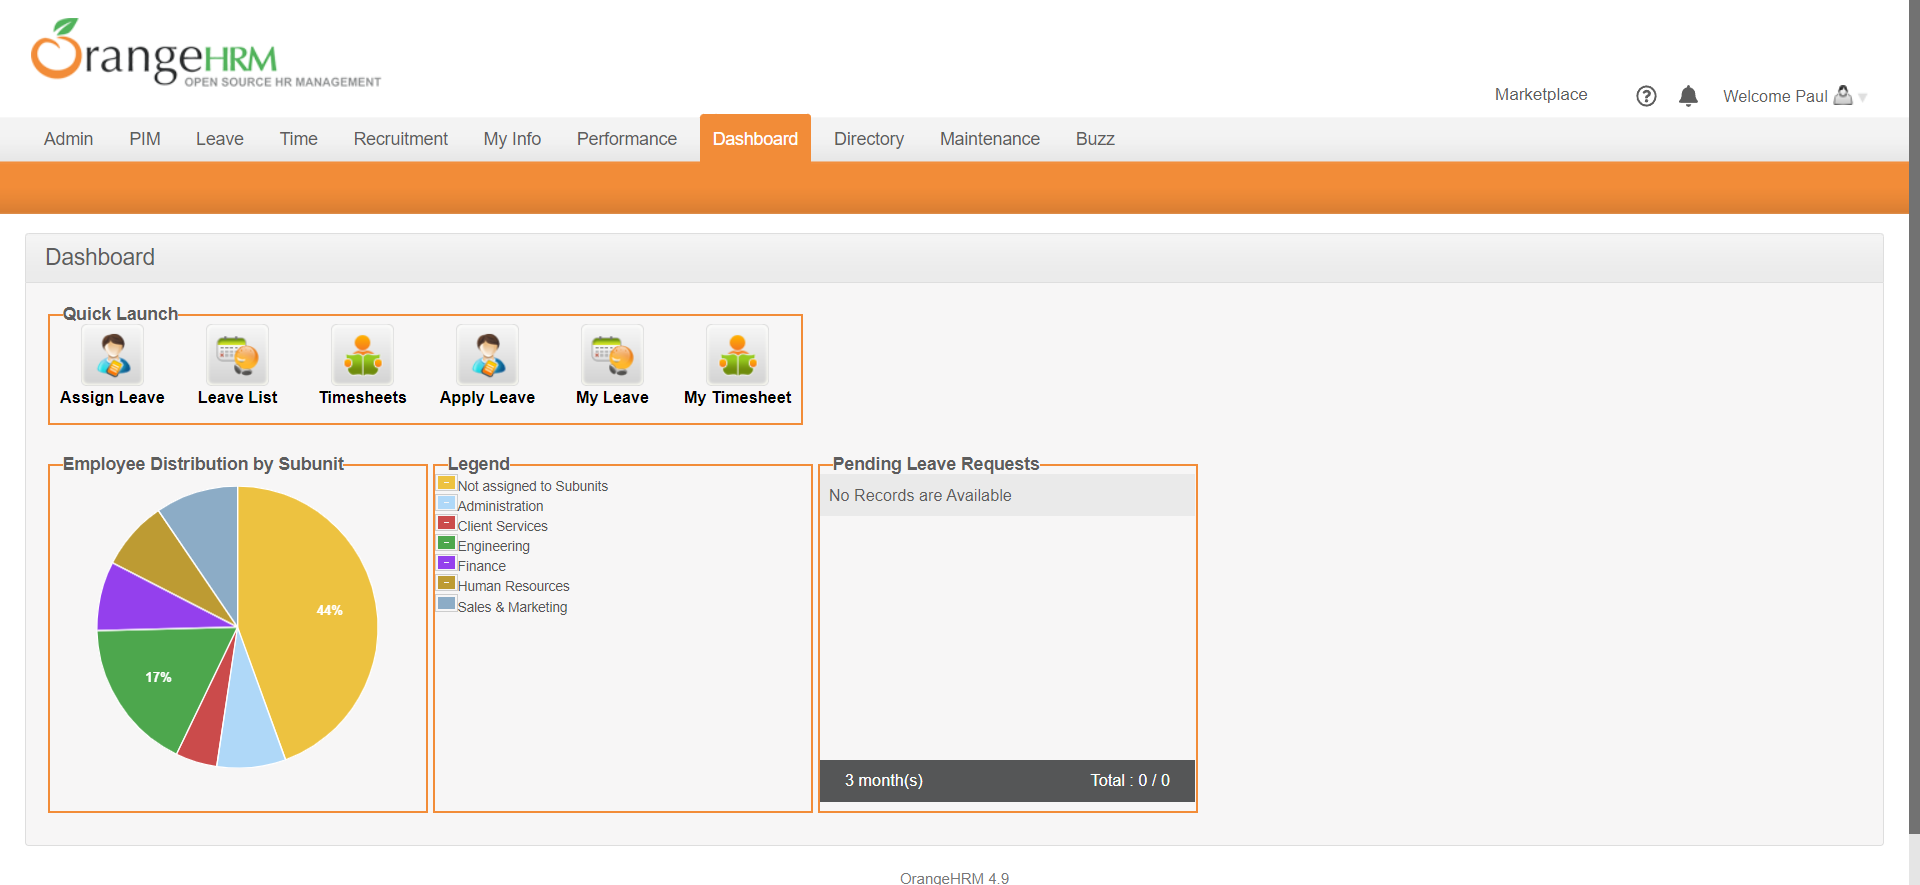 OrangeHRM
OPEN SOURCE HR MANAGEMENT
Marketplace
Welcome Paul
Admin PIM Leave Time Recruitment My Info Performance Dashboard Directory Maintenance Buzz
Dashboard
Quick Launch
Assign Leave Leave List Timesheets Apply Leave My Leave My Timesheet
Employee Distribution by Subunit
44%
17%
Legend
Not assigned to Subunits
Administration
Client Services
Engineering
Finance
Human Resources
Sales & Marketing
Pending Leave Requests
No Records are Available
3 month(s) Total : 0 / 0
OrangeHRM 4.9